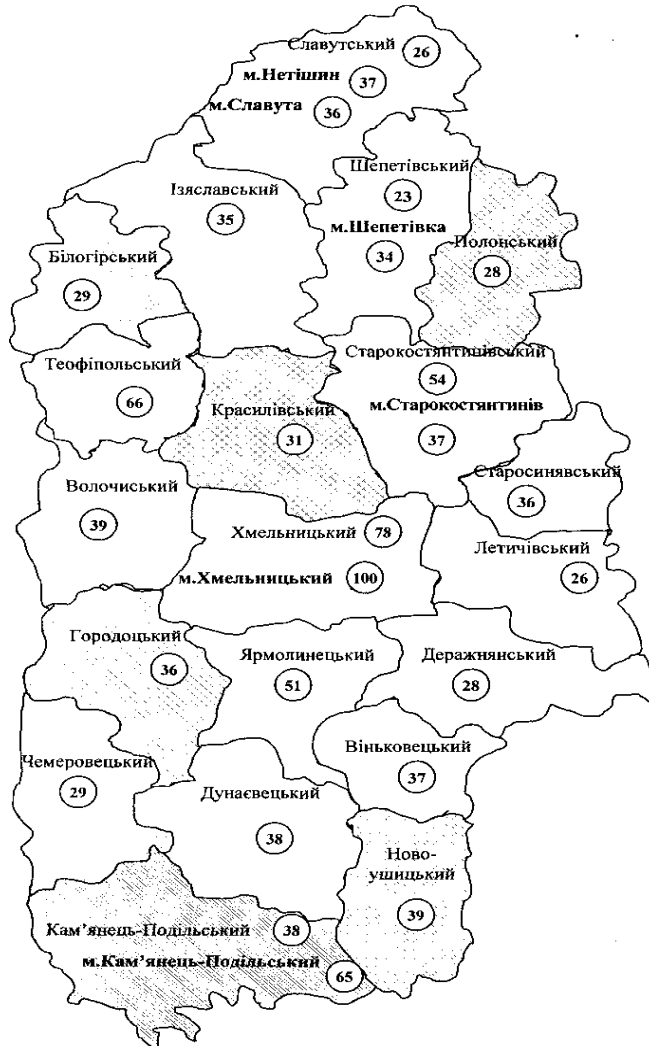 Славутський 26
м.Нетішин 37
м.Славута 36
Шепетівський
23
м.Шепетівка
34
Ізяславський
35
Полонський
28
Білогірський
29
Теофіпольський
66
Старокостянтинівський
54
м.Старокостянтинів
37
Красилівський
31
Старосинявський
36
Волочиський
39
Хмельницький 78
м.Хмельницький 100
Летичівський
26
Городоцький
36
Ярмолинецький
51
Деражнянський
28
Віньковецький
37
Чемеровецький
29
Дунаєвецький
38
Ново-
ушицький
39
Кам’янець-Подільський 38
м.Кам’янець-Подільський 65